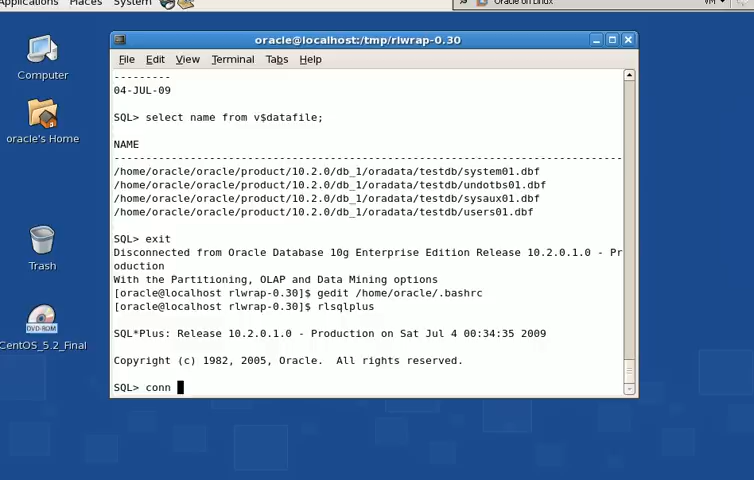 Applications Places System
Oracle on Linux
VM
oracle@localhost:/tmp/rlwrap-0.30
File Edit View Terminal Tabs Help
---------
04-JUL-09
SQL> select name from v$datafile;
NAME
--------------------------------------------------------------------------------
/home/oracle/oracle/product/10.2.0/db_1/oradata/testdb/system01.dbf
/home/oracle/oracle/product/10.2.0/db_1/oradata/testdb/undotbs01.dbf
/home/oracle/oracle/product/10.2.0/db_1/oradata/testdb/sysaux01.dbf
/home/oracle/oracle/product/10.2.0/db_1/oradata/testdb/users01.dbf
SQL> exit
Disconnected from Oracle Database 10g Enterprise Edition Release 10.2.0.1.0 - Pr
oduction
With the Partitioning, OLAP and Data Mining options
[oracle@localhost rlwrap-0.30]$ gedit /home/oracle/.bashrc
[oracle@localhost rlwrap-0.30]$ rlsqlplus
SQL*Plus: Release 10.2.0.1.0 - Production on Sat Jul 4 00:34:35 2009
Copyright (c) 1982, 2005, Oracle.  All rights reserved.
SQL> conn
Computer
oracle's Home
Trash
DVD-ROM
CentOS_5.2_Final